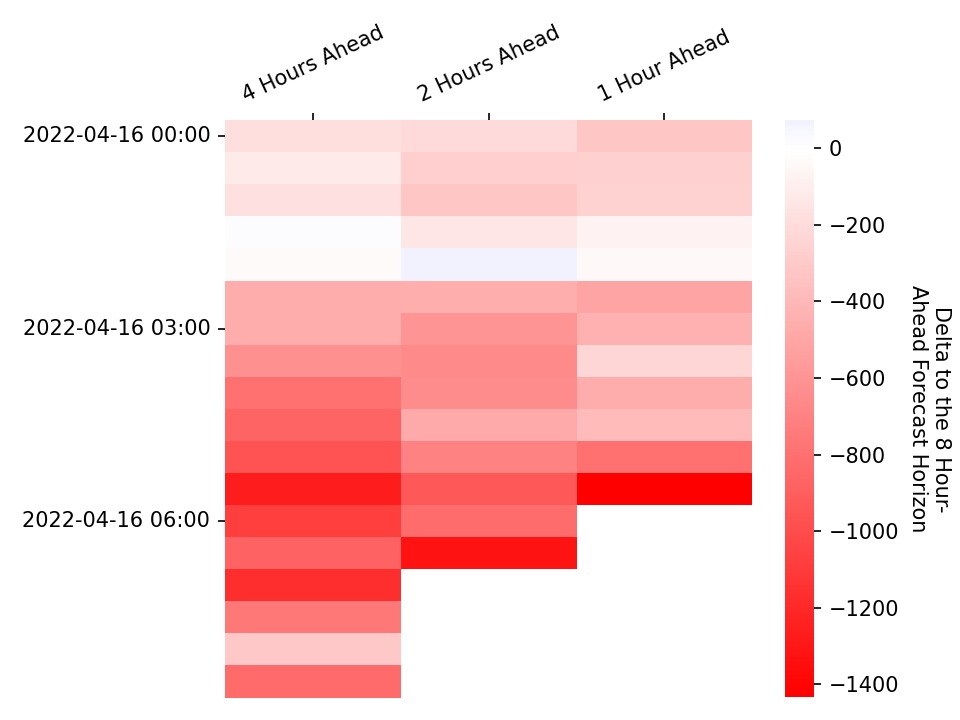 4 Hours Ahead
2 Hours Ahead
1 Hour Ahead
2022-04-16 00:00
2022-04-16 03:00
2022-04-16 06:00
0
−200
−400
−600
−800
−1000
−1200
−1400
Delta to the 8 Hour-
Ahead Forecast Horizon